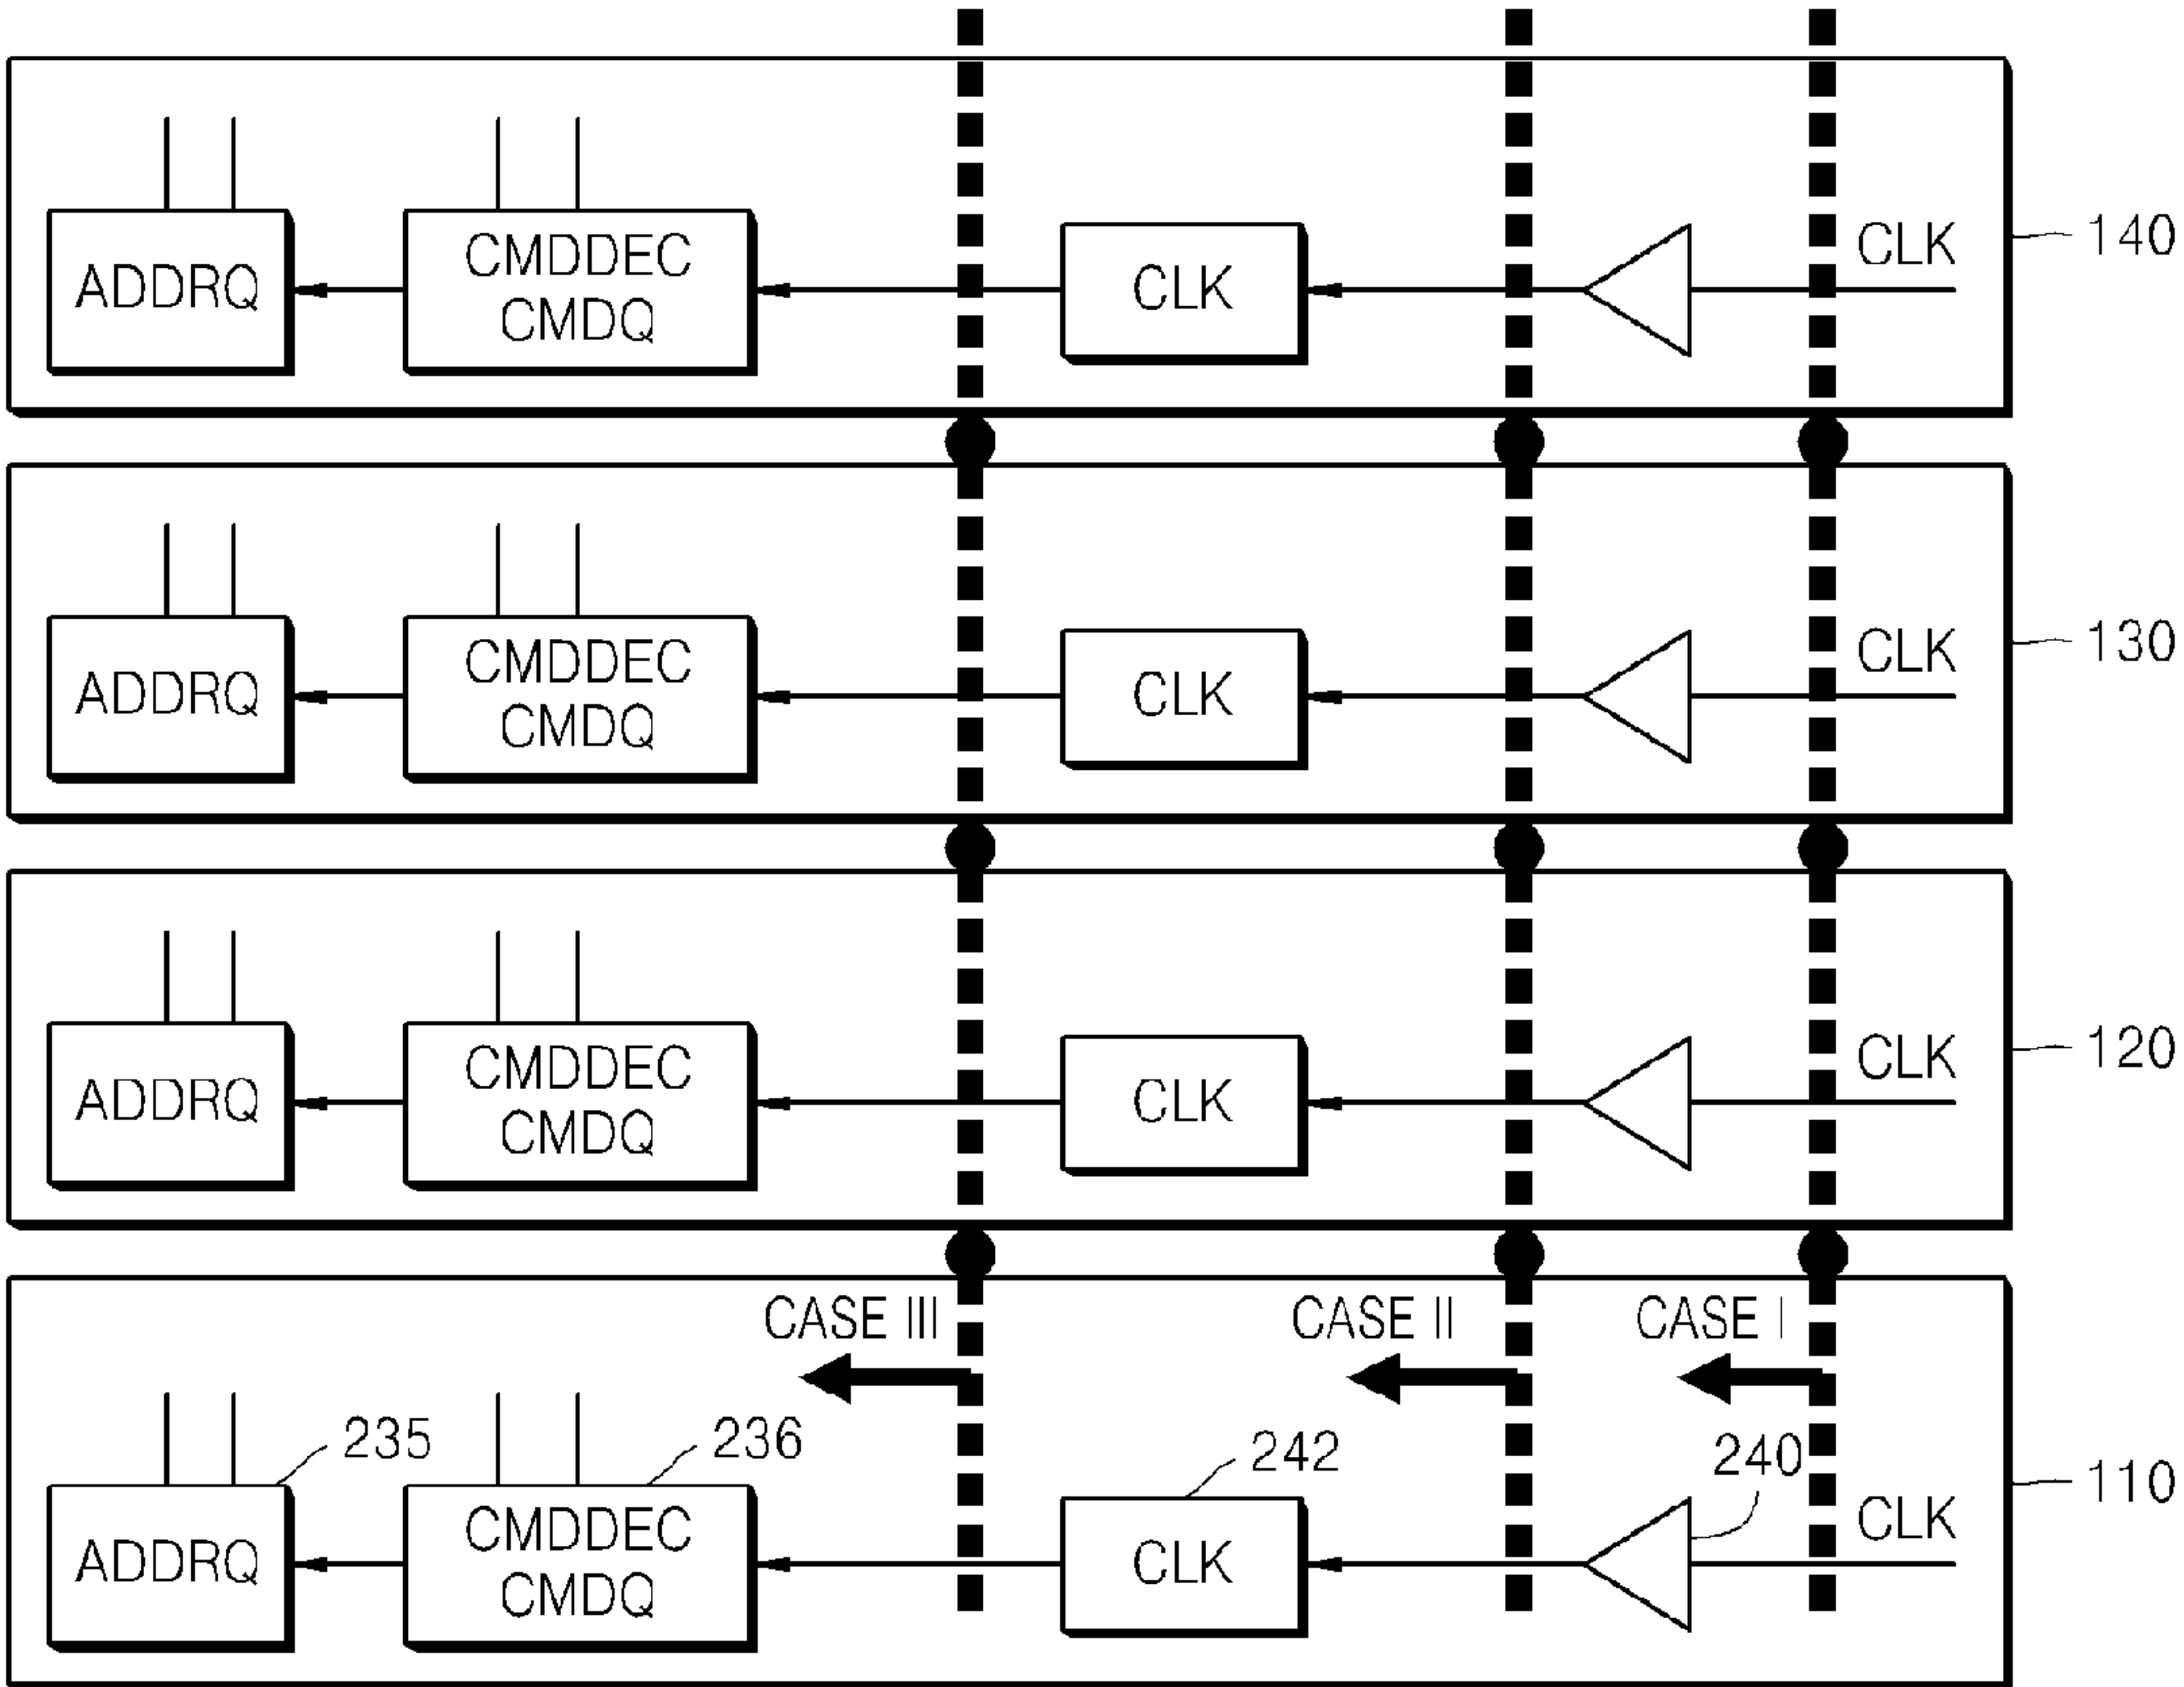 CLK
140
ADDRQ
CMDDEC
CMDQ
CLK
CLK
130
ADDRQ
CMDDEC
CMDQ
CLK
CLK
120
ADDRQ
CMDDEC
CMDQ
CLK
CASE III
CASE II
CASE I
235
236
242
240
110
CLK
ADDRQ
CMDDEC
CMDQ
CLK